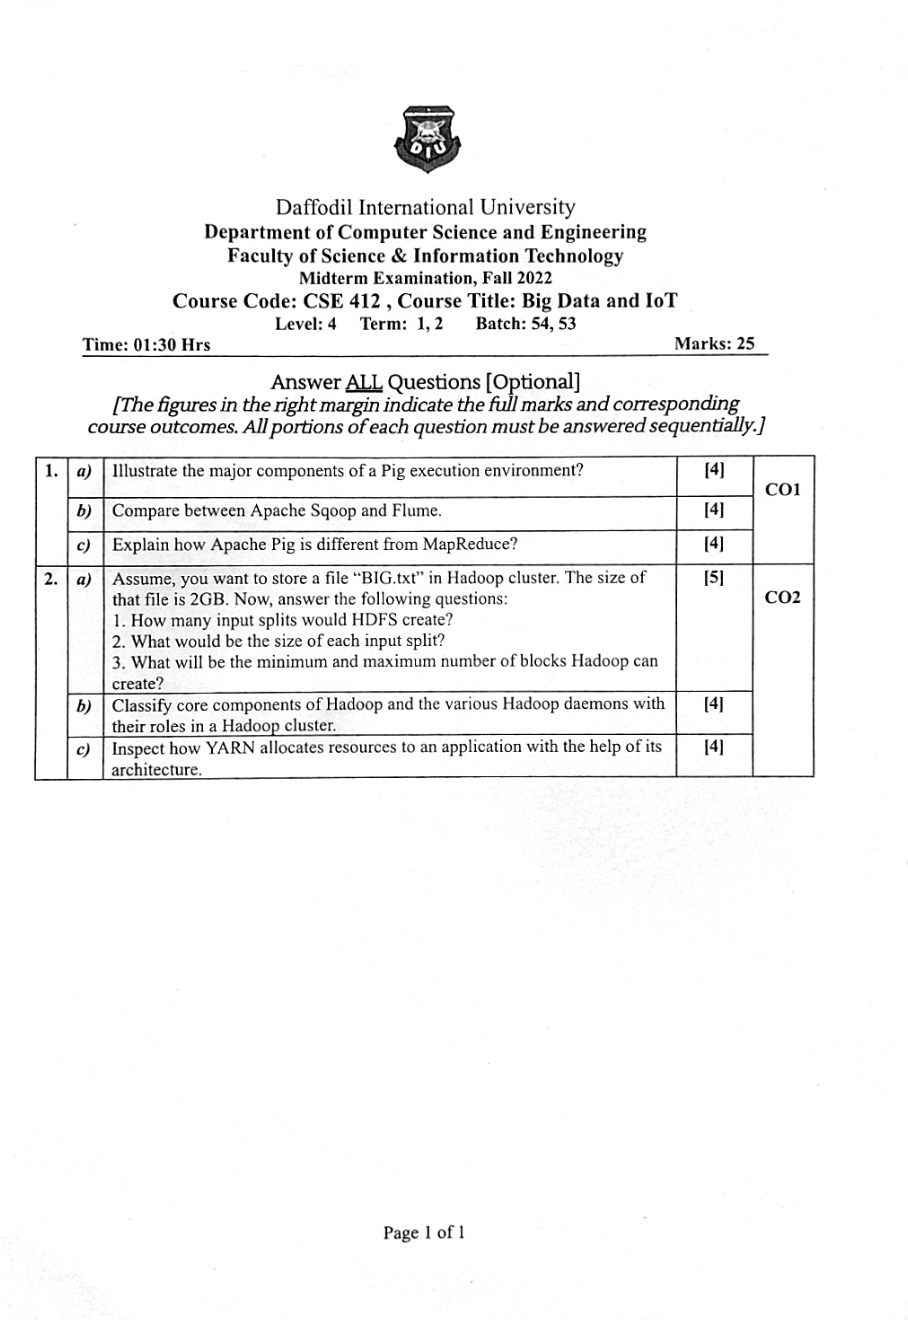 DIU
Daffodil International University
Department of Computer Science and Engineering
Faculty of Science & Information Technology
Midterm Examination, Fall 2022
Course Code: CSE 412 , Course Title: Big Data and IoT
Level: 4 Term: 1, 2 Batch: 54, 53
Time: 01:30 Hrs Marks: 25
Answer ALL Questions [Optional]
[The figures in the right margin indicate the full marks and corresponding
course outcomes. All portions of each question must be answered sequentially.]
1. a) Illustrate the major components of a Pig execution environment? [4] CO1
b) Compare between Apache Sqoop and Flume. [4]
c) Explain how Apache Pig is different from MapReduce? [4]
2. a) Assume, you want to store a file “BIG.txt” in Hadoop cluster. The size of [5] CO2
that file is 2GB. Now, answer the following questions:
1. How many input splits would HDFS create?
2. What would be the size of each input split?
3. What will be the minimum and maximum number of blocks Hadoop can
create?
b) Classify core components of Hadoop and the various Hadoop daemons with [4]
their roles in a Hadoop cluster.
c) Inspect how YARN allocates resources to an application with the help of its [4]
architecture.
Page 1 of 1